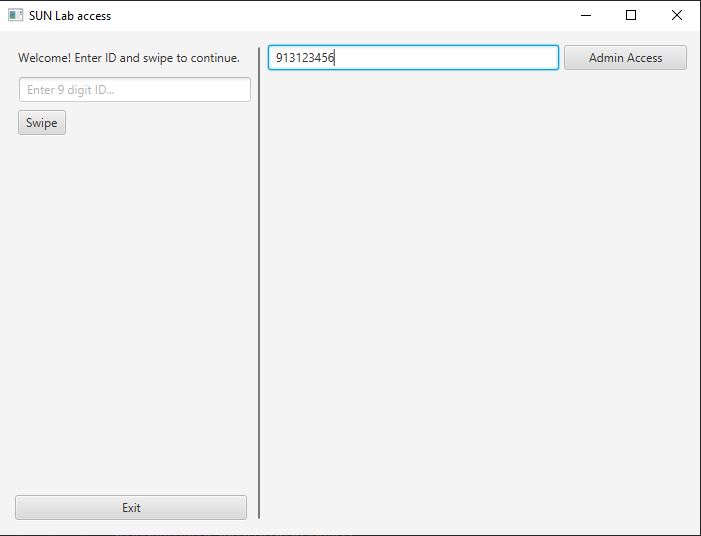 SUN Lab access
Welcome! Enter ID and swipe to continue.
Enter 9 digit ID...
Swipe
913123456
Admin Access
Exit